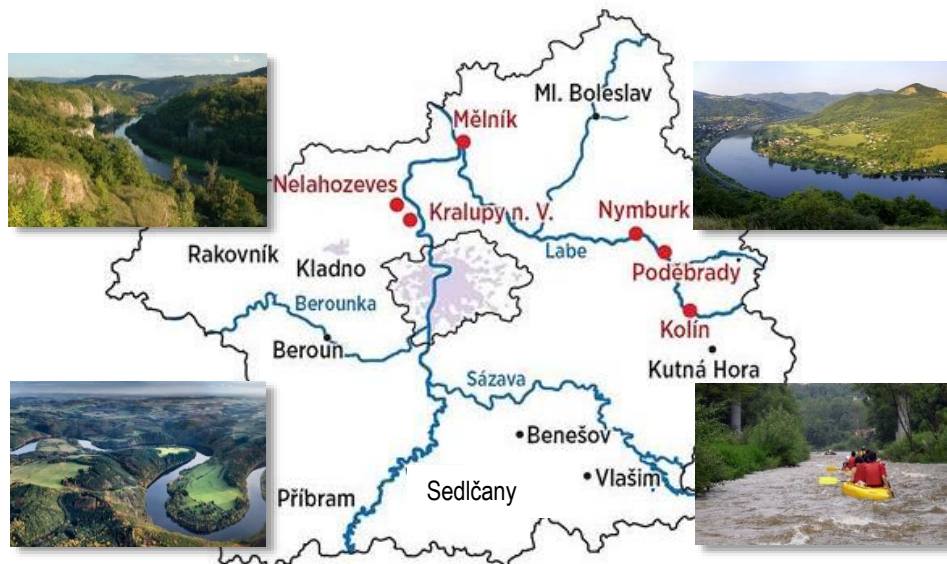 Ml. Boleslav
Mělník
Nelahozeves
Kralupy n. V.
Nymburk
Labe
Rakovník
Kladno
Poděbrady
Berounka
Kolín
Beroun
Kutná Hora
Sázava
Benešov
Vlašim
Příbram
Sedlčany